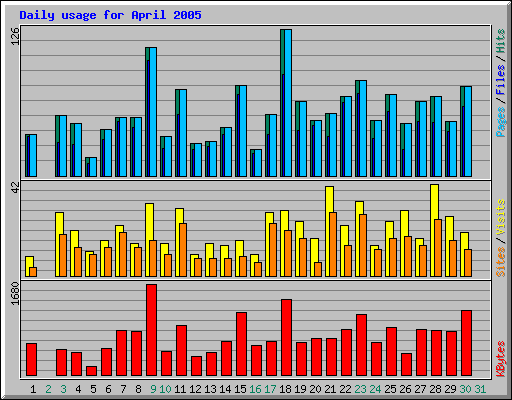 Daily usage for April 2005
126
Pages / Files / Hits
42
Sites / Visits
1680
KBytes
1 2 3 4 5 6 7 8 9 10 11 12 13 14 15 16 17 18 19 20 21 22 23 24 25 26 27 28 29 30 31